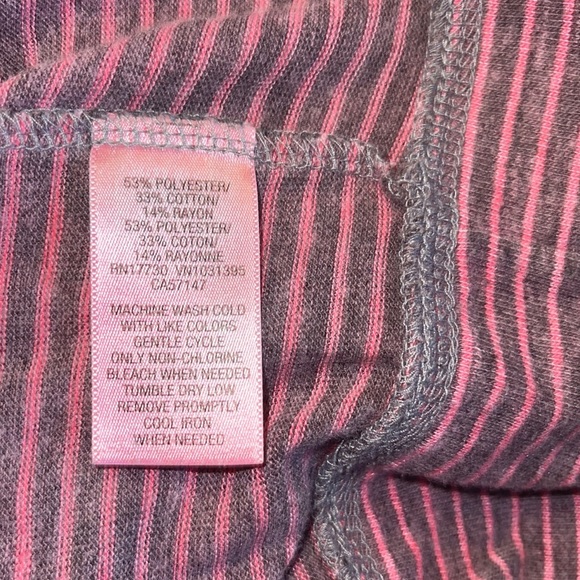 53% POLYESTER/
33% COTTON/
14% RAYON
53% POLYESTER/
33% COTON/
14% RAYONNE
RN17730 VN1031395
CA57147
MACHINE WASH COLD
WITH LIKE COLORS
GENTLE CYCLE
ONLY NON-CHLORINE
BLEACH WHEN NEEDED
TUMBLE DRY LOW
REMOVE PROMPTLY
COOL IRON
WHEN NEEDED